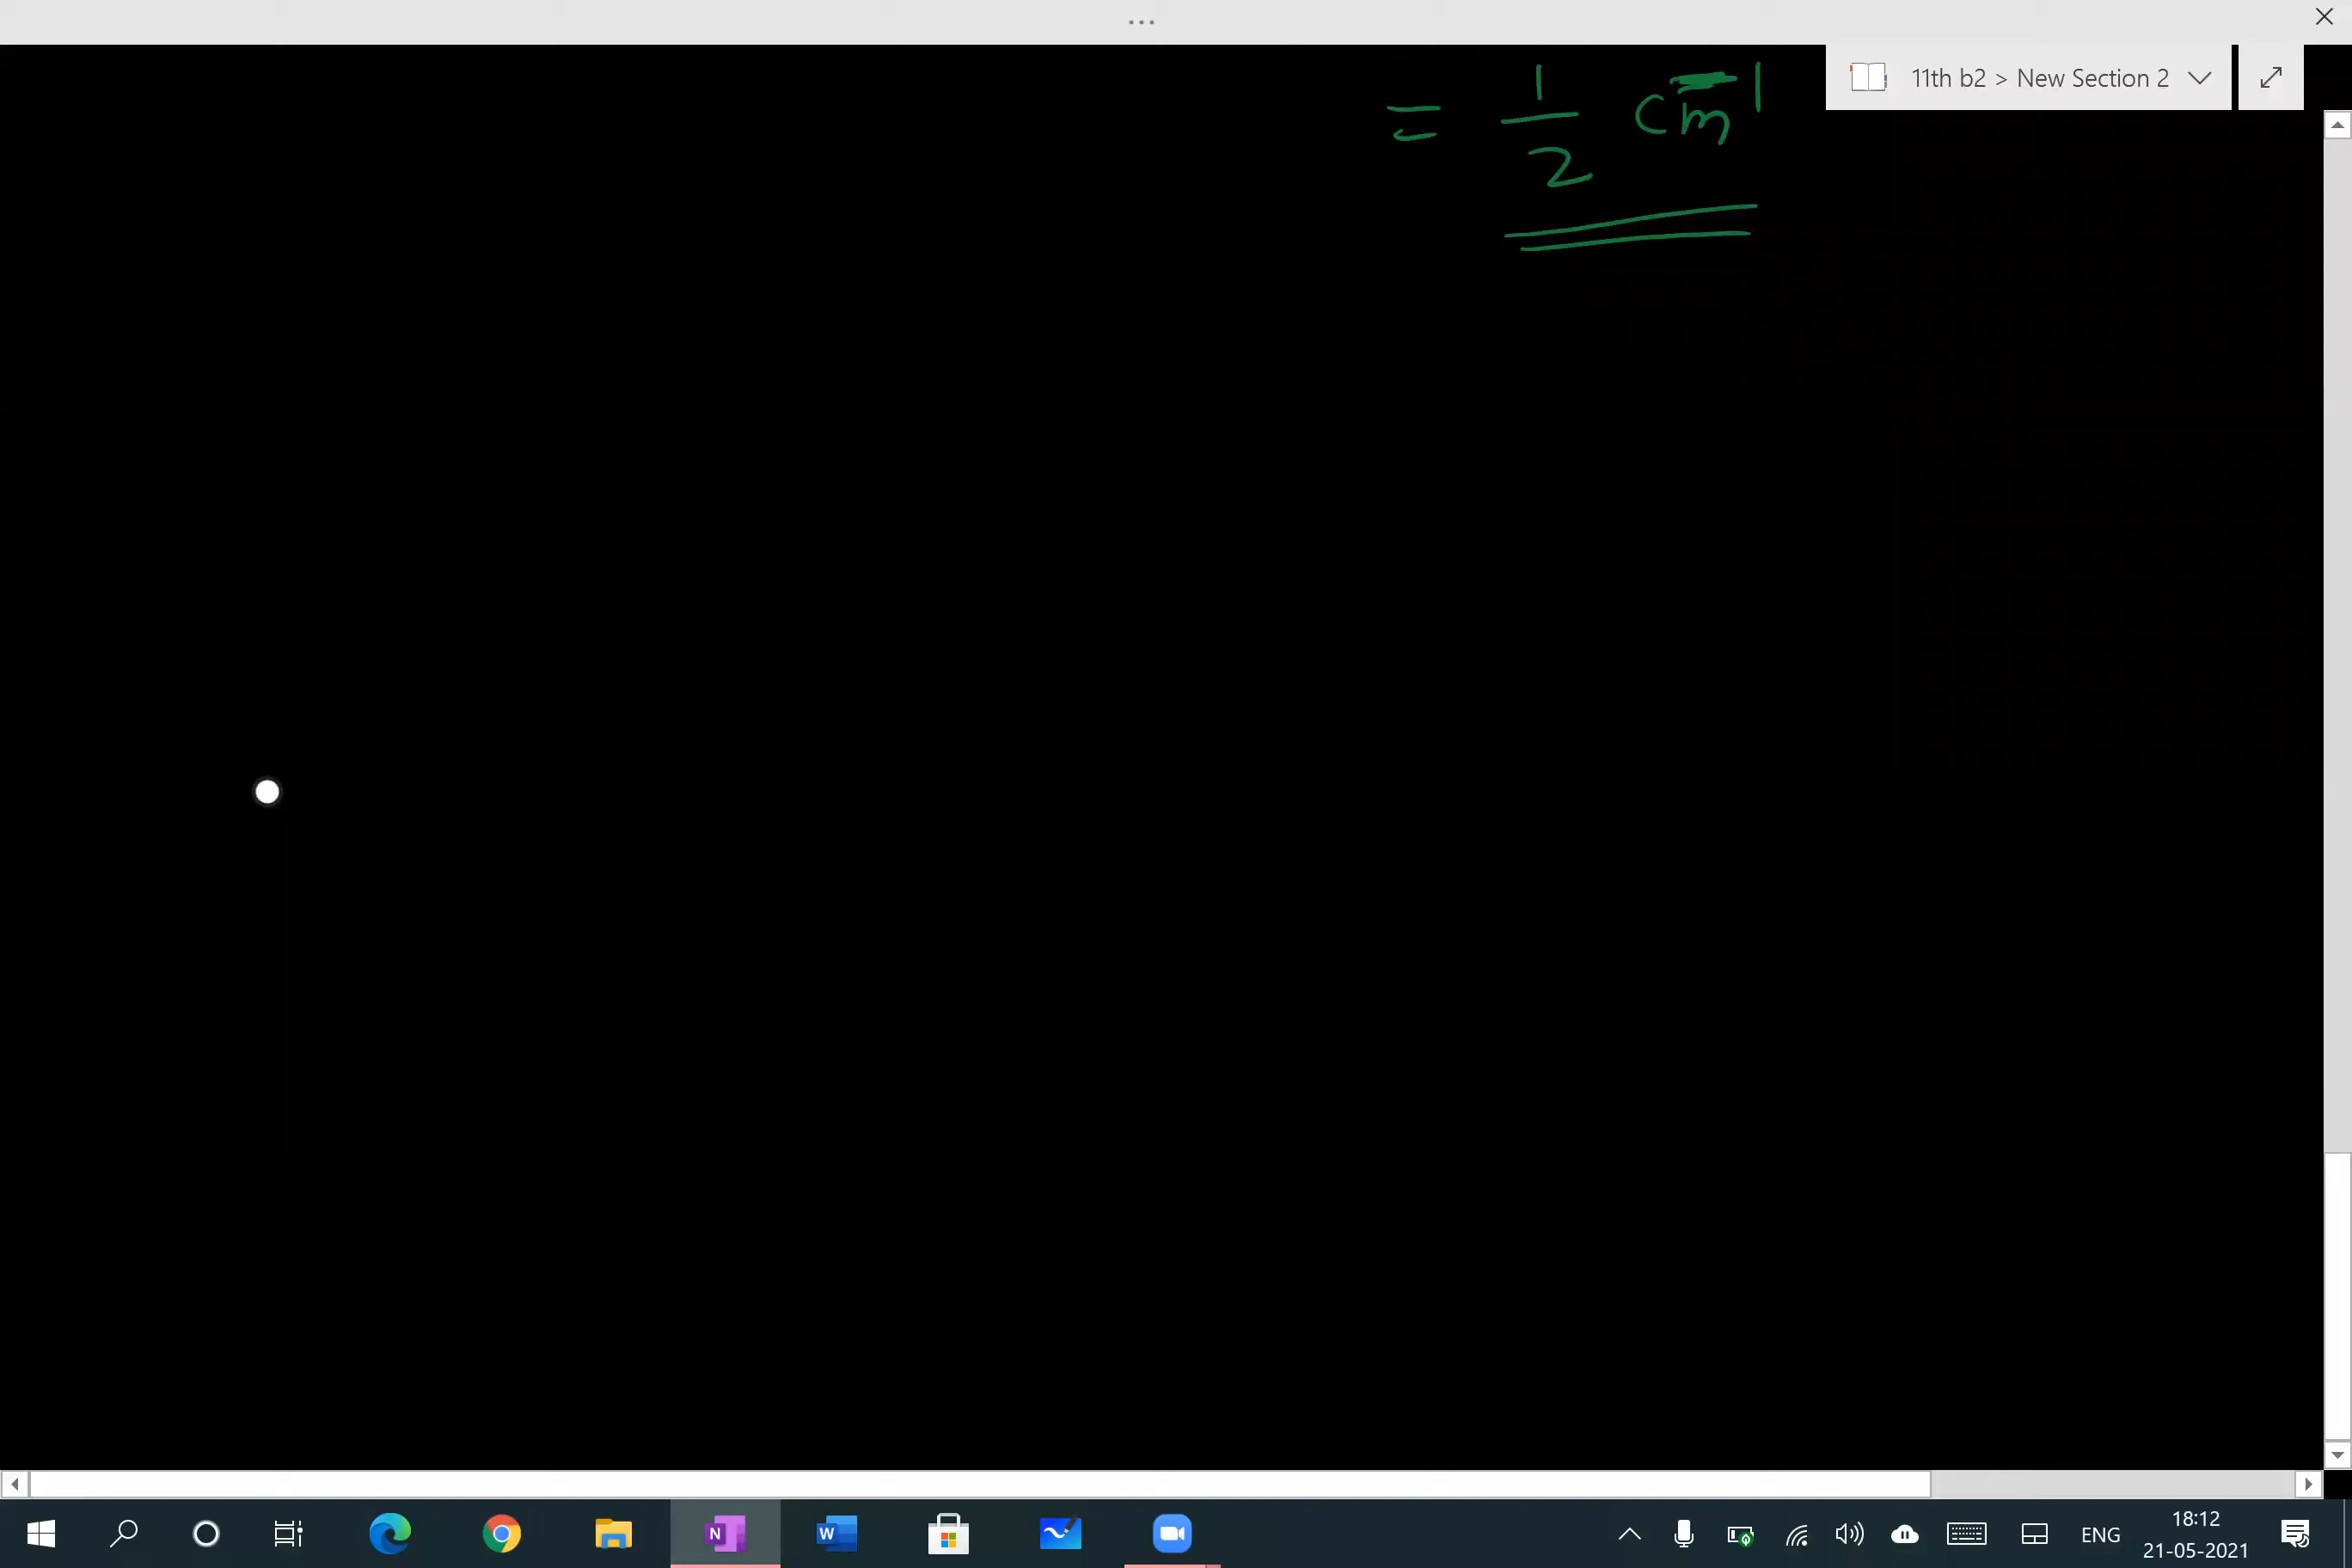 11th b2 > New Section 2
= 1/2 cm⁻¹
ENG
18:12
21-05-2021